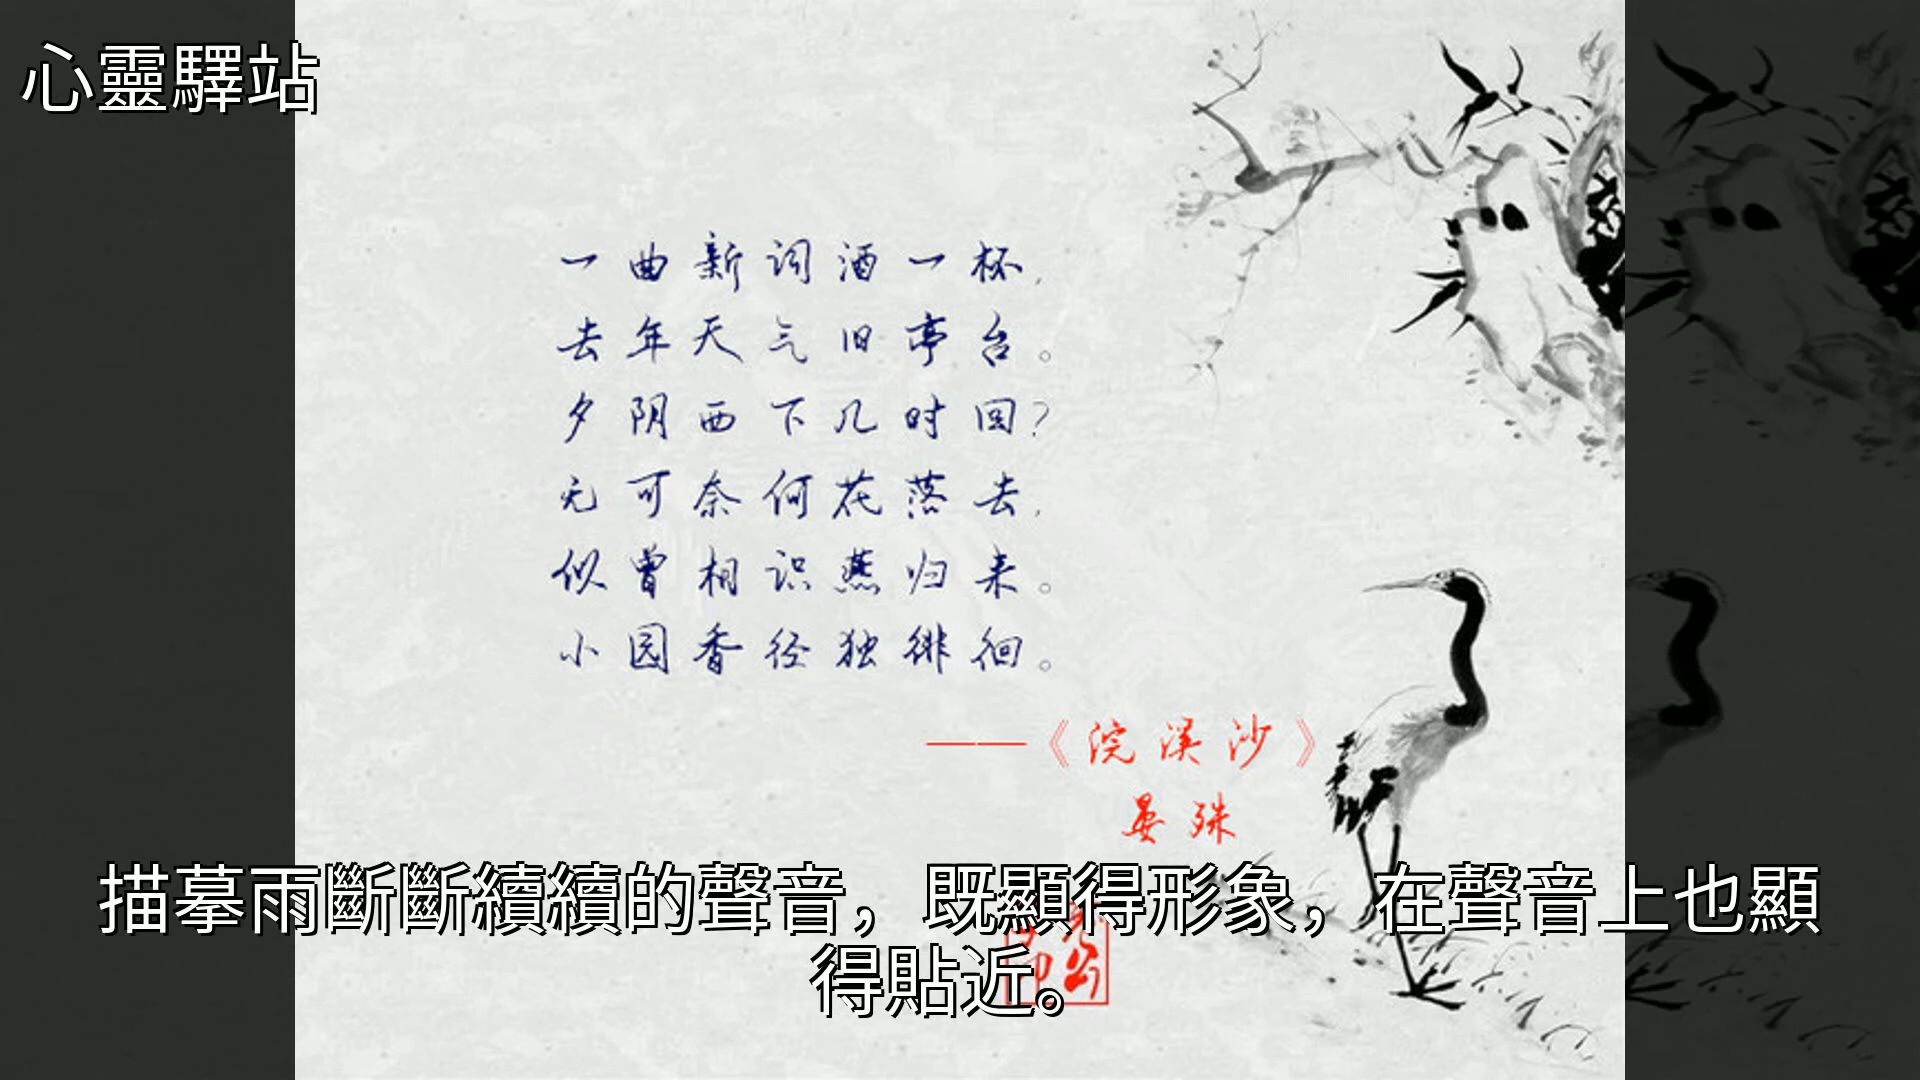 心靈驛站
一曲新词酒一杯，
去年天气旧亭台。
夕阴西下几时回？
无可奈何花落去，
似曾相识燕归来。
小园香径独徘徊。
——《浣溪沙》
晏殊
描摹雨斷斷續續的聲音，既顯得形象，在聲音上也顯
得貼近。